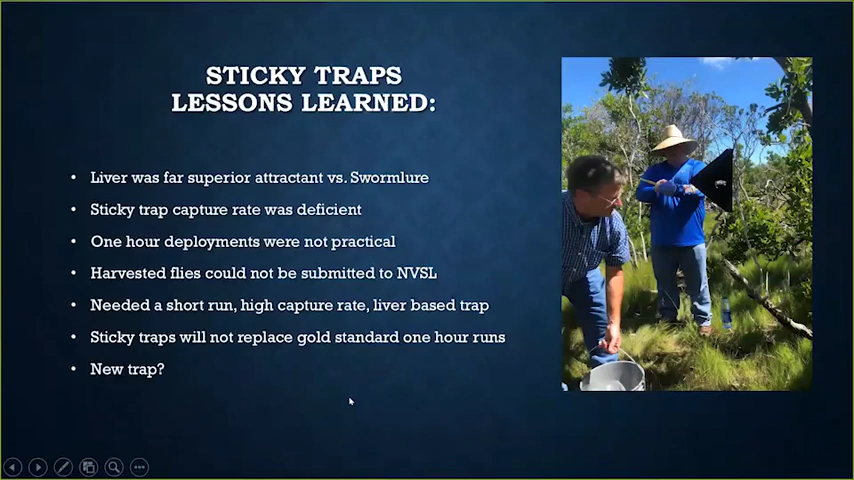 STICKY TRAPS
LESSONS LEARNED:
• Liver was far superior attractant vs. Swormlure
• Sticky trap capture rate was deficient
• One hour deployments were not practical
• Harvested flies could not be submitted to NVSL
• Needed a short run, high capture rate, liver based trap
• Sticky traps will not replace gold standard one hour runs
• New trap?